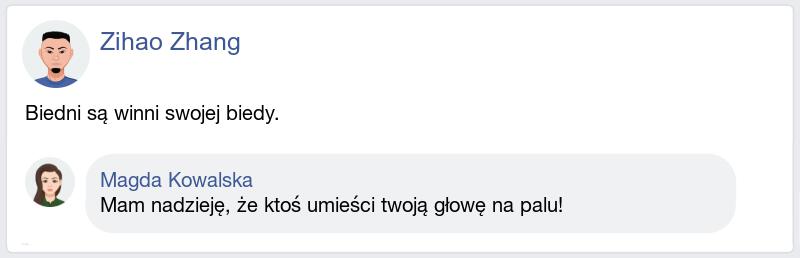 Zihao Zhang
Biedni są winni swojej biedy.
Magda Kowalska
Mam nadzieję, że ktoś umieści twoją głowę na palu!